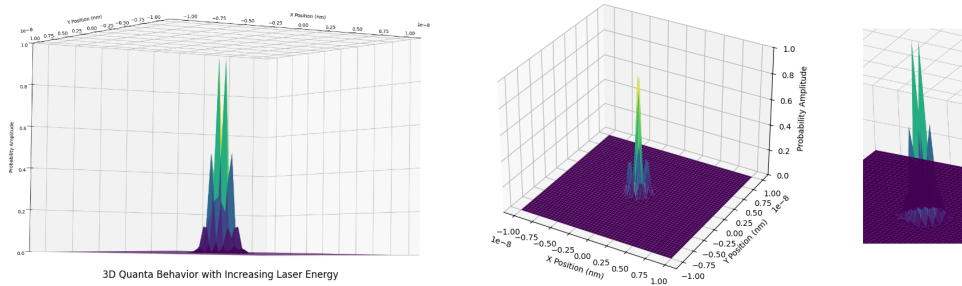 Y Position (nm)
X Position (nm)
1e−8
−1.00 −0.75 −0.50 −0.25 0.00 0.25 0.50 0.75 1.00
1e−8
1.00 0.75 0.50 0.25 0.00 −0.25 −0.50 −0.75 −1.00
1.0
0.8
0.6
0.4
0.2
0.0
Probability Amplitude
3D Quanta Behavior with Increasing Laser Energy
1.0
0.8
0.6
0.4
0.2
0.0
Probability Amplitude
−1.00 −0.75 −0.50 −0.25 0.00 0.25 0.50 0.75 1.00
1e−8
X Position (nm)
1.00
0.75
0.50
0.25
0.00
−0.25
−0.50
−0.75
−1.00
1e−8
Y Position (nm)